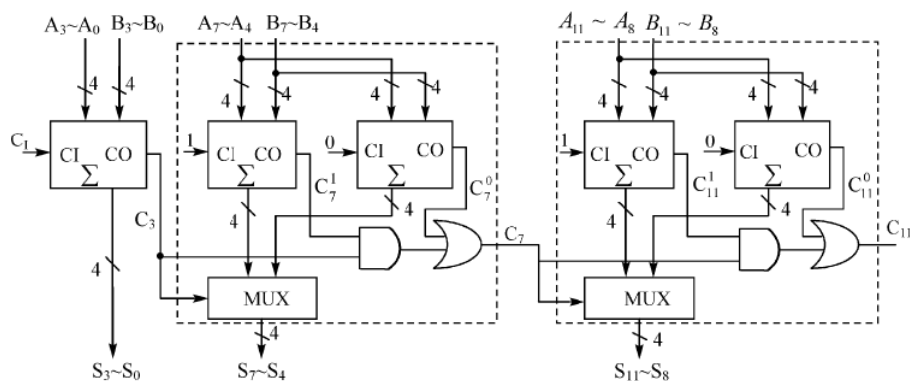 A₃~A₀ B₃~B₀ A₇~A₄ B₇~B₄ A₁₁ ~ A₈ B₁₁ ~ B₈
4 4 4 4 4 4 4 4 4 4
C_I CI CO Σ
1 CI CO Σ
0 CI CO Σ
1 CI CO Σ
0 CI CO Σ
C₃ 4 C₇¹ 4 C₇⁰ C₇ 4 C₁₁¹ 4 C₁₁⁰ C₁₁
4 MUX MUX
4 4
S₃~S₀ S₇~S₄ S₁₁~S₈